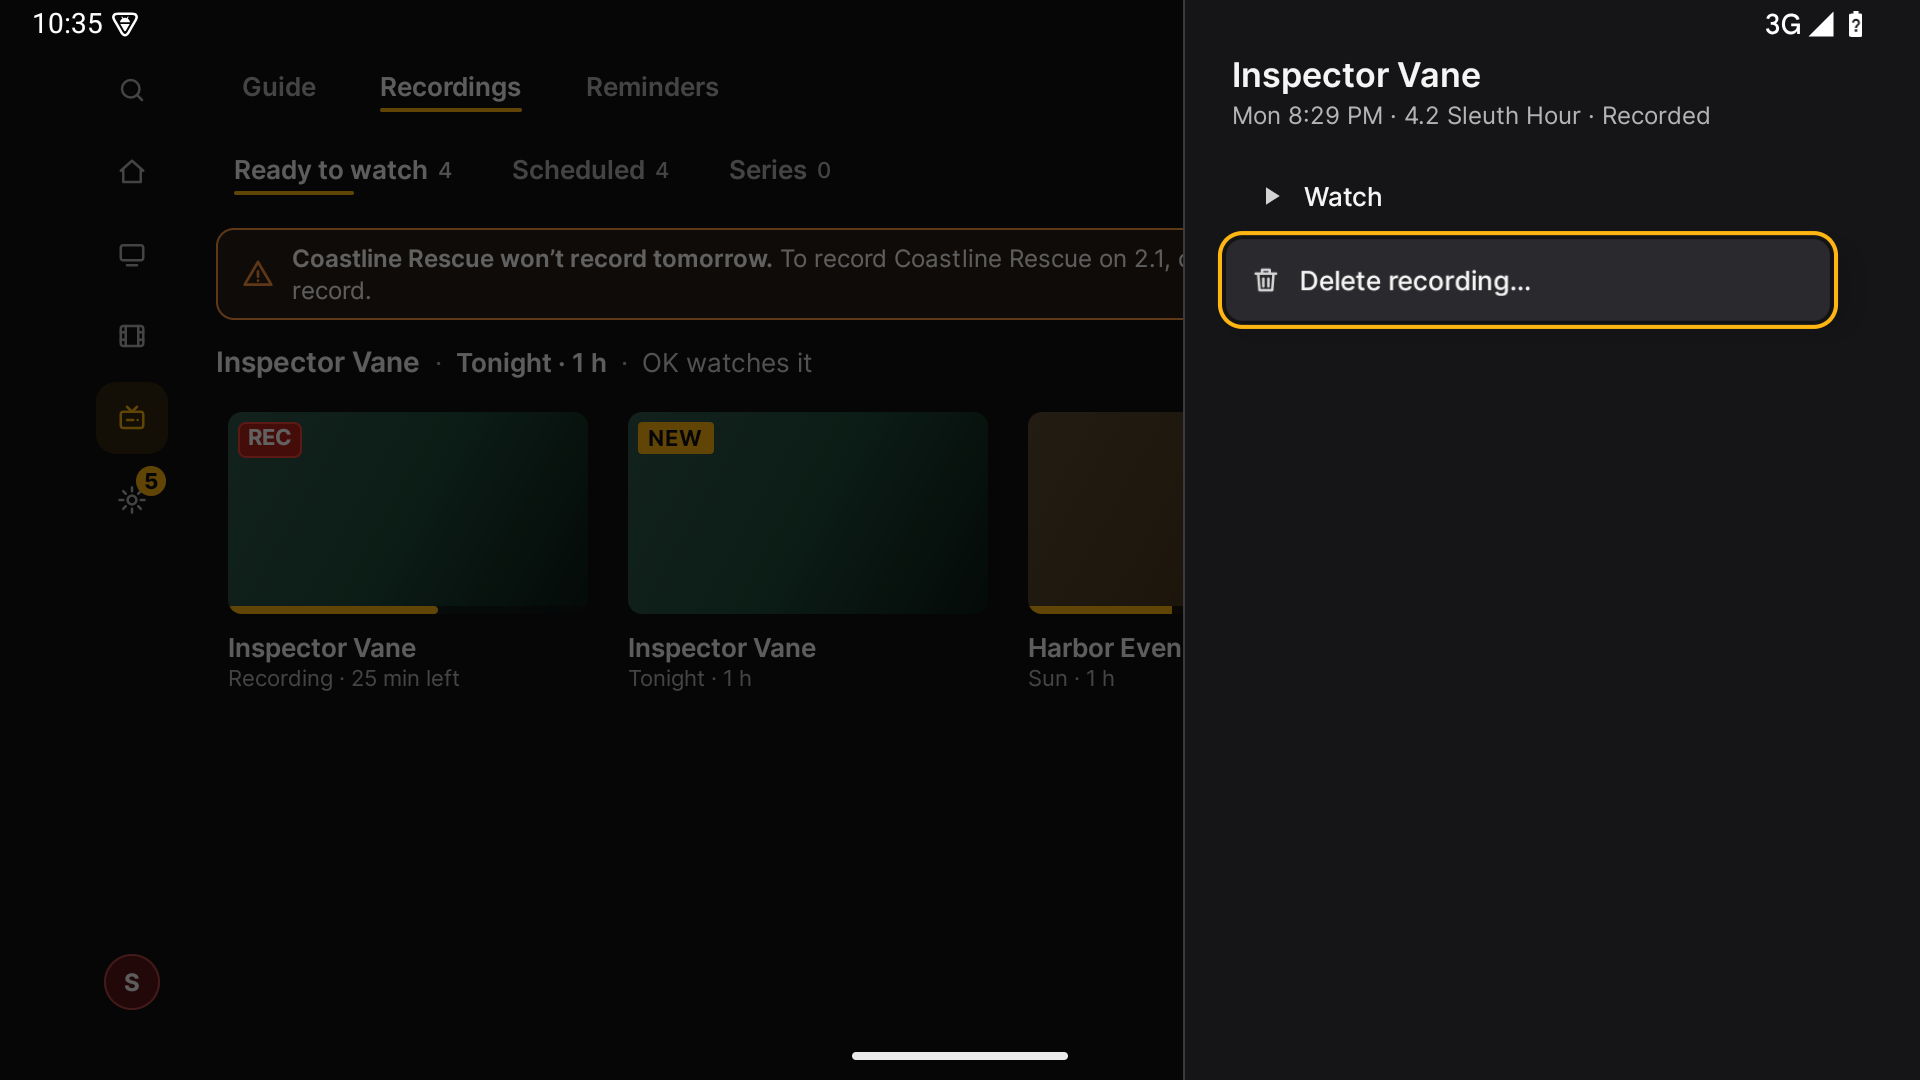 10:35
3G
Guide Recordings Reminders
Ready to watch 4 Scheduled 4 Series 0
Coastline Rescue won’t record tomorrow. To record Coastline Rescue on 2.1,
record.
Inspector Vane · Tonight · 1 h · OK watches it
REC
NEW
Inspector Vane
Recording · 25 min left
Inspector Vane
Tonight · 1 h
Harbor Even
Sun · 1 h
5
S
Inspector Vane
Mon 8:29 PM · 4.2 Sleuth Hour · Recorded
Watch
Delete recording...